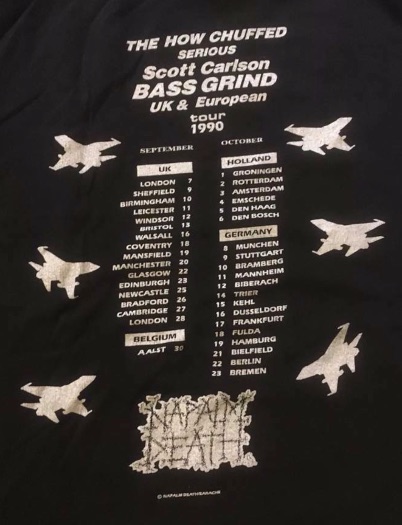 THE HOW CHUFFED
SERIOUS
Scott Carlson
BASS GRIND
UK & European
tour
1990
SEPTEMBER
UK
LONDON 7
SHEFFIELD 9
BIRMINGHAM 10
LEICESTER 11
WINDSOR 12
BRISTOL 13
WALSALL 16
COVENTRY 18
MANSFIELD 19
MANCHESTER 20
GLASGOW 22
EDINBURGH 23
NEWCASTLE 25
BRADFORD 26
CAMBRIDGE 27
LONDON 28
BELGIUM
AALST 30
OCTOBER
HOLLAND
1 GRONINGEN
2 ROTTERDAM
3 AMSTERDAM
4 EMSCHEDE
5 DEN HAAG
6 DEN BOSCH
GERMANY
8 MUNCHEN
9 STUTTGART
10 BRAMBERG
11 MANNHEIM
12 BIBERACH
14 TRIER
15 KEHL
16 DUSSELDORF
17 FRANKFURT
18 FULDA
19 HAMBURG
21 BIELFIELD
22 BERLIN
23 BREMEN
NAPALM
DEATH
© NAPALM DEATH/EARACHE